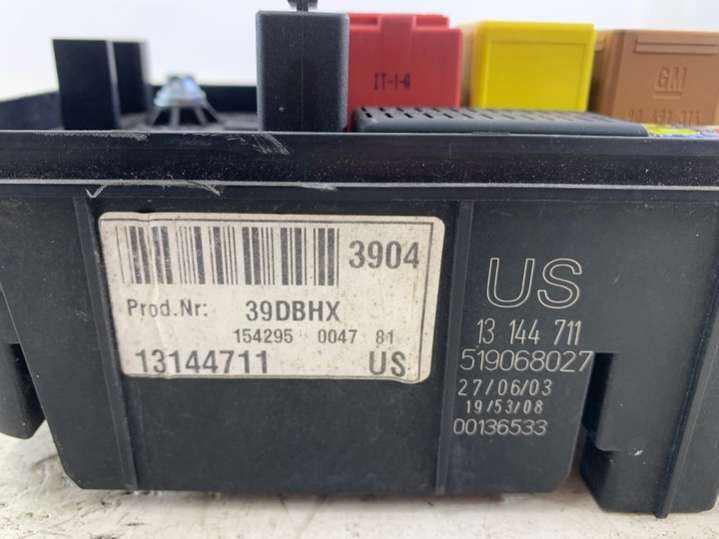 IT-1-A
GM
3904
Prod.Nr: 39DBHX
154295 0047 81
13144711 US
US
13 144 711
519068027
27/06/03
19/53/08
00136533